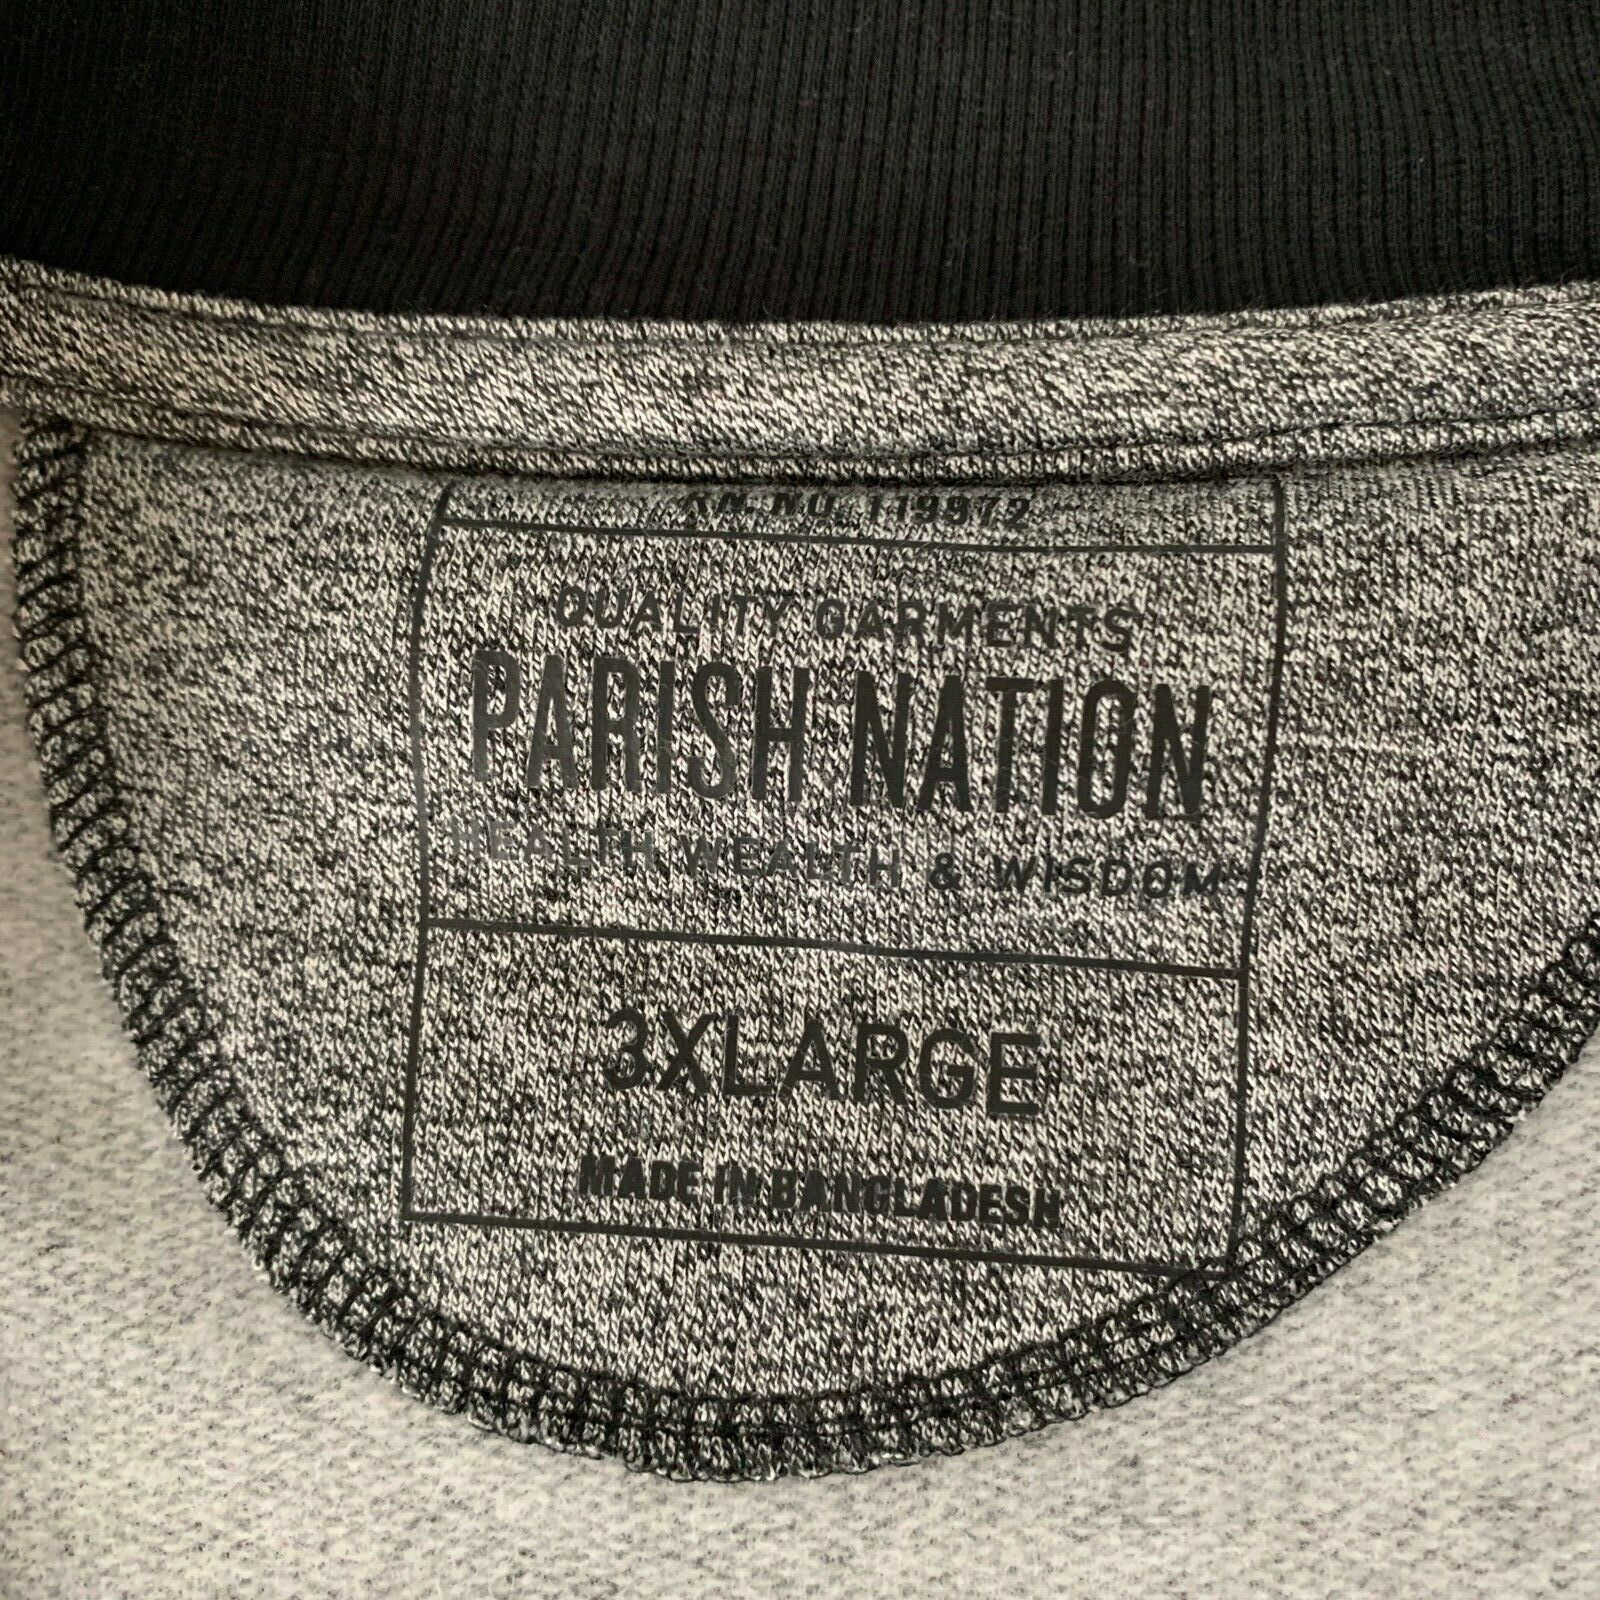 RN. NO. 119972
QUALITY GARMENTS
PARISH NATION
HEALTH WEALTH & WISDOM
3XLARGE
MADE IN BANGLADESH